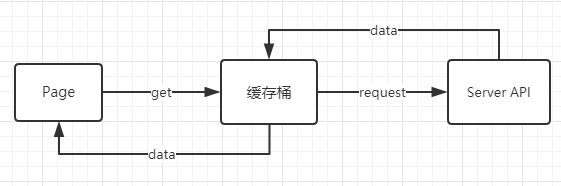 data
Page
get
缓存桶
request
Server API
data